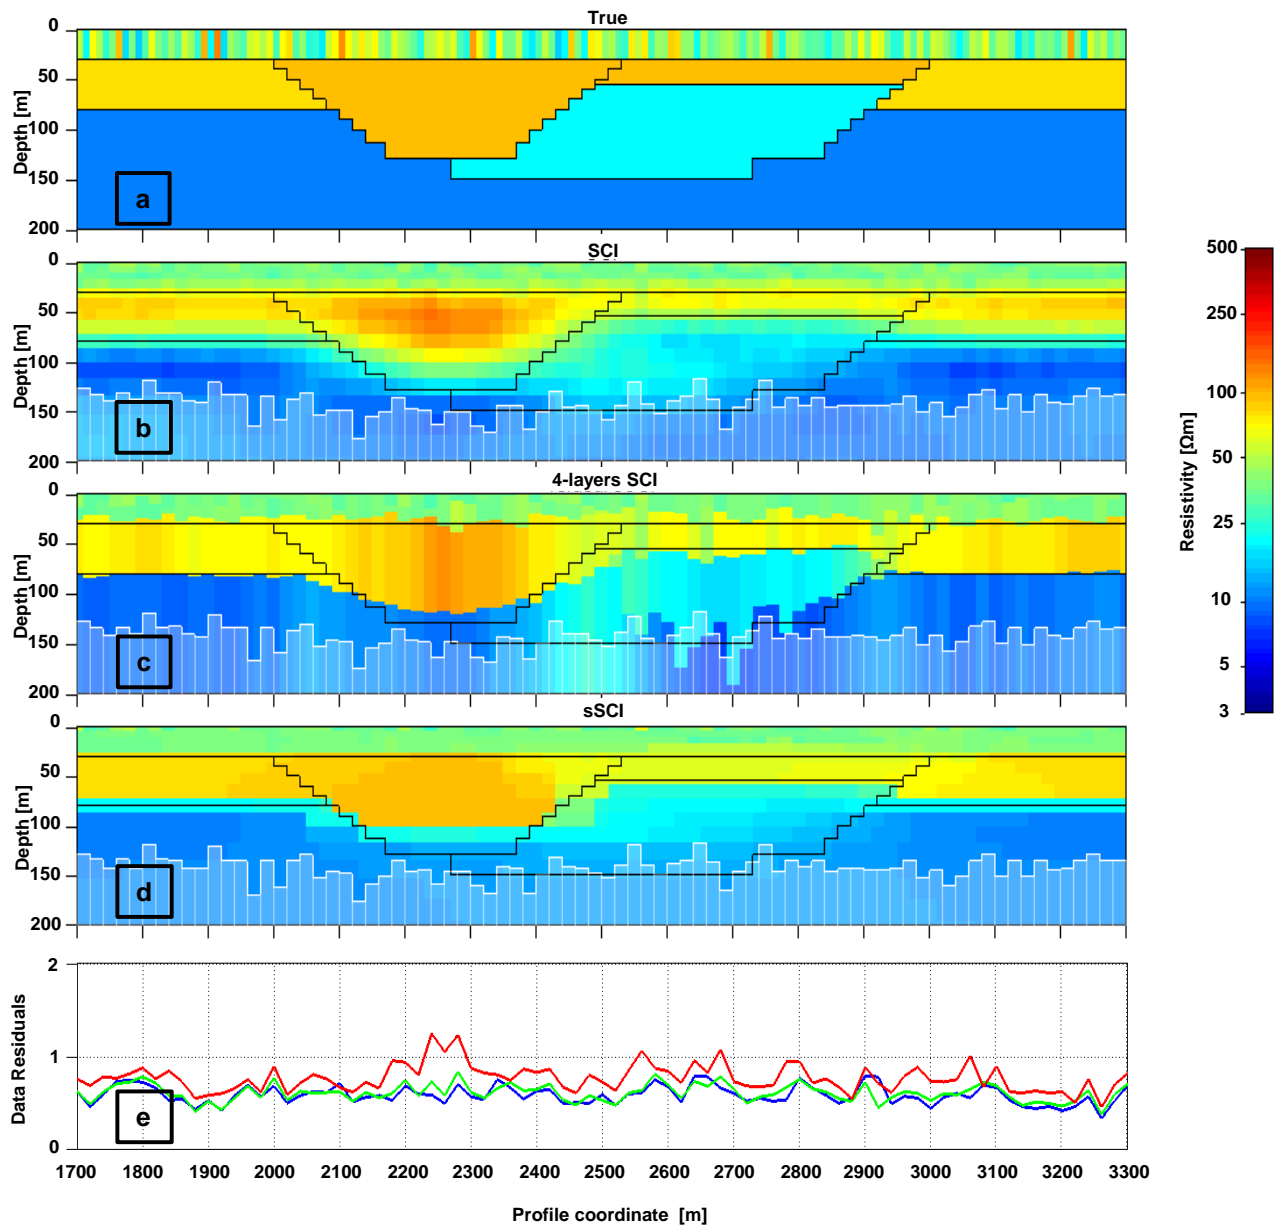 True
0
50
100
150
200
Depth [m]
a
SCI
0
50
100
150
200
Depth [m]
b
4-layers SCI
0
50
100
150
200
Depth [m]
c
sSCI
0
50
100
150
200
Depth [m]
d
500
250
100
50
25
10
5
3
Resistivity [Ωm]
2
1
0
Data Residuals
e
1700 1800 1900 2000 2100 2200 2300 2400 2500 2600 2700 2800 2900 3000 3100 3200 3300
Profile coordinate [m]